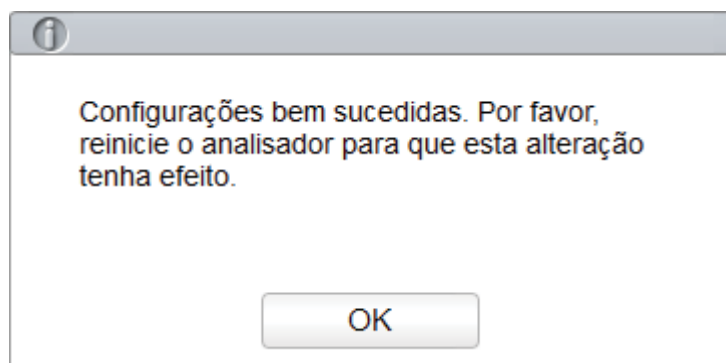 Configurações bem sucedidas. Por favor,
reinicie o analisador para que esta alteração
tenha efeito.
OK